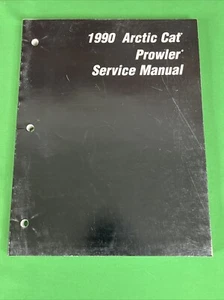 1990 Arctic Cat
Prowler
Service Manual